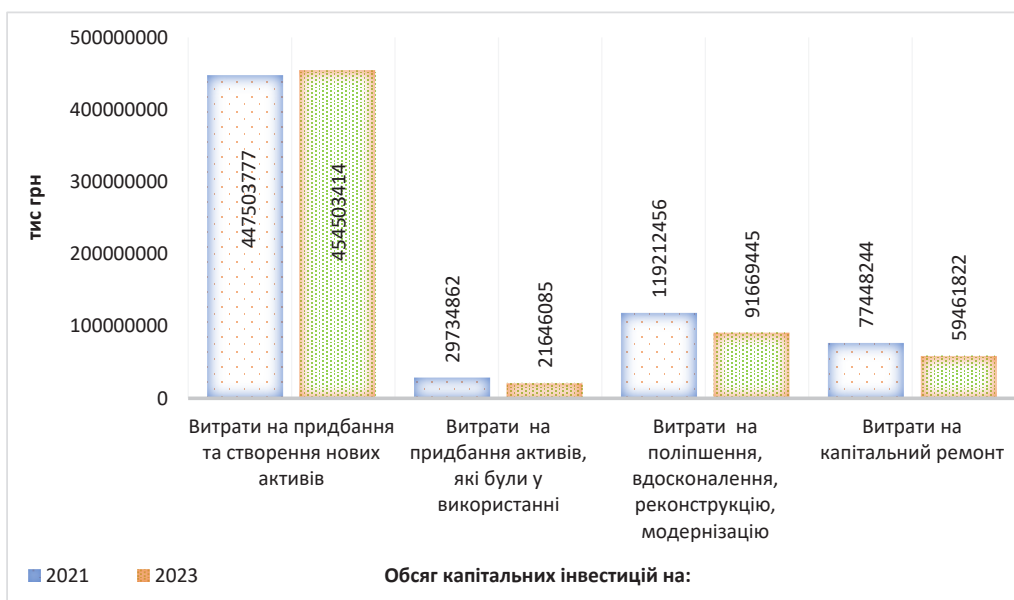 500000000
400000000
300000000
200000000
100000000
0
тис грн
447503777
454503414
29734862
21646085
119212456
91669445
77448244
59461822
Витрати на придбання
та створення нових
активів
Витрати на
придбання активів,
які були у
використанні
Витрати на
поліпшення,
вдосконалення,
реконструкцію,
модернізацію
Витрати на
капітальний ремонт
2021
2023
Обсяг капітальних інвестицій на: